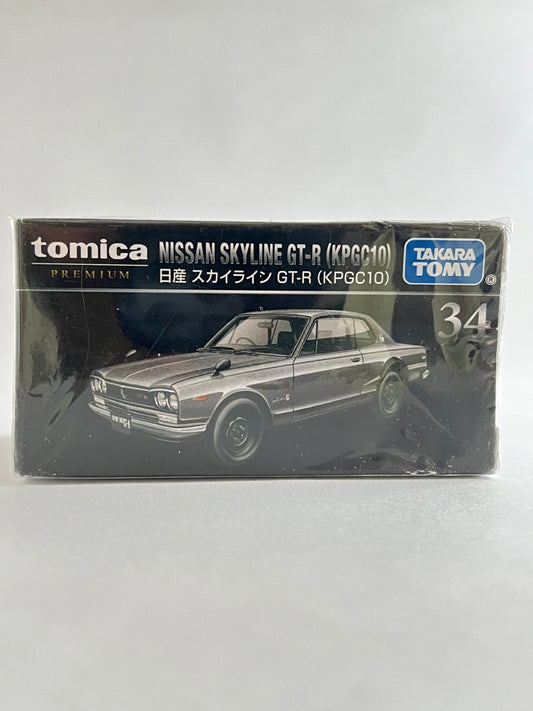 tomica
PREMIUM
NISSAN SKYLINE GT-R (KPGC10)
日産 スカイライン GT-R (KPGC10)
TAKARA
TOMY
34